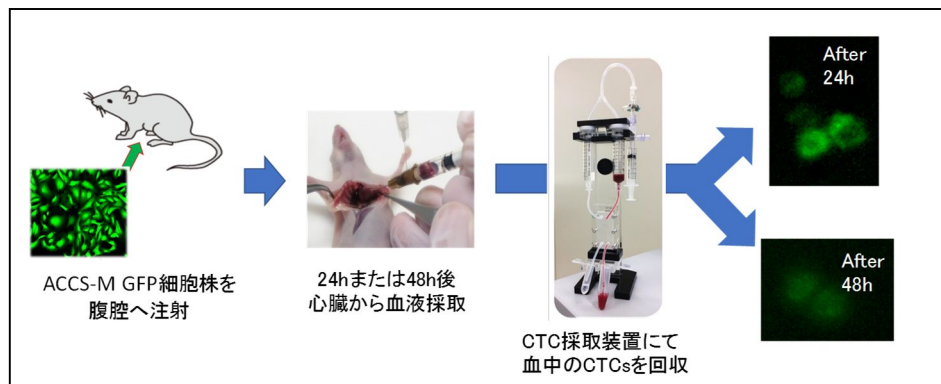 ACCS-M GFP細胞株を
腹腔へ注射
24hまたは48h後
心臓から血液採取
CTC採取装置にて
血中のCTCsを回収
After
24h
After
48h